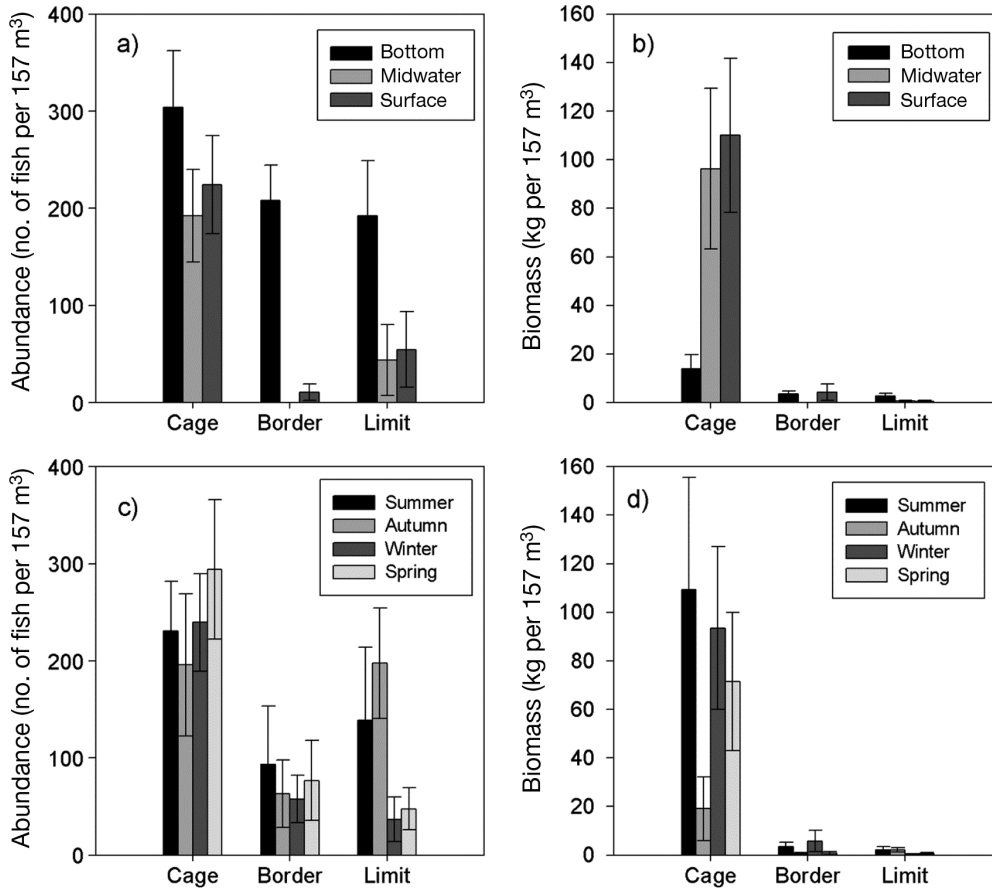 a)
Bottom
Midwater
Surface
Abundance (no. of fish per 157 m³)
400
300
200
100
0
Cage Border Limit
b)
Bottom
Midwater
Surface
Biomass (kg per 157 m³)
160
140
120
100
80
60
40
20
0
Cage Border Limit
c)
Summer
Autumn
Winter
Spring
Abundance (no. of fish per 157 m³)
400
300
200
100
0
Cage Border Limit
d)
Summer
Autumn
Winter
Spring
Biomass (kg per 157 m³)
160
140
120
100
80
60
40
20
0
Cage Border Limit